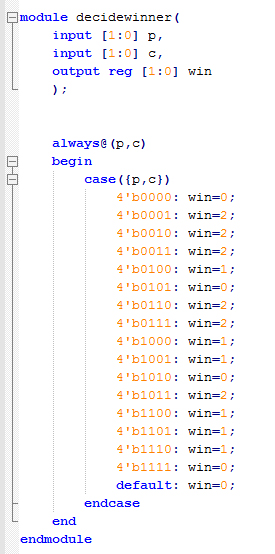 module decidewinner(
input [1:0] p,
input [1:0] c,
output reg [1:0] win
);
always@(p,c)
begin
case({p,c})
4'b0000: win=0;
4'b0001: win=2;
4'b0010: win=2;
4'b0011: win=2;
4'b0100: win=1;
4'b0101: win=0;
4'b0110: win=2;
4'b0111: win=2;
4'b1000: win=1;
4'b1001: win=1;
4'b1010: win=0;
4'b1011: win=2;
4'b1100: win=1;
4'b1101: win=1;
4'b1110: win=1;
4'b1111: win=0;
default: win=0;
endcase
end
endmodule